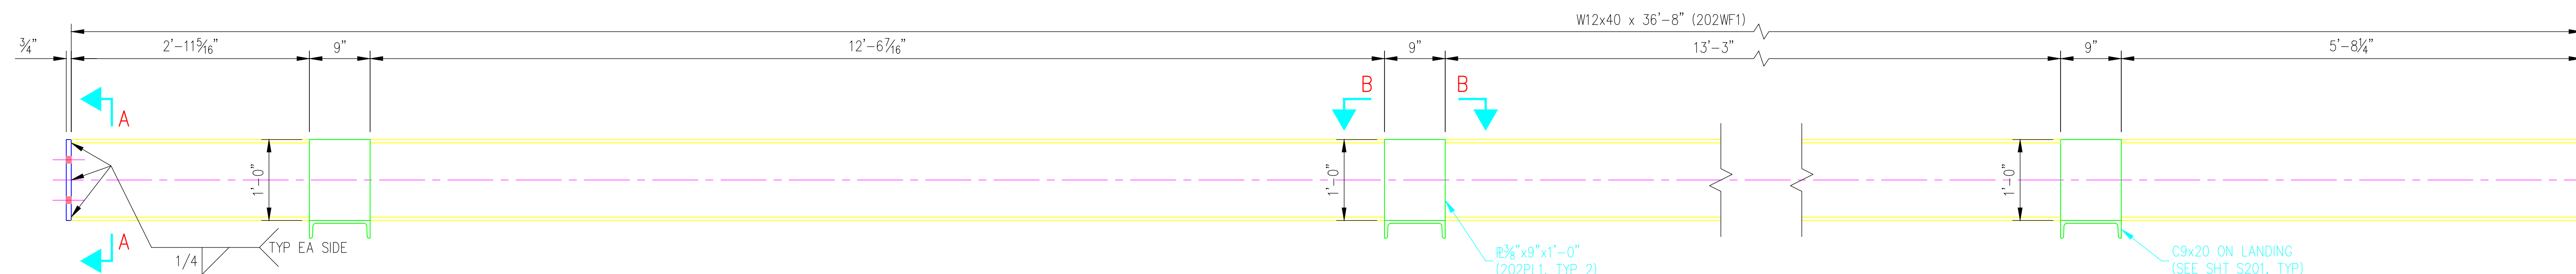 W12x40 x 36'-8" (202WF1)
3/4" 2'-11 5/16" 9" 12'-6 7/16" 9" 13'-3" 9" 5'-8 1/4"
A B B
1'-0" 1'-0" 1'-0"
A
TYP EA SIDE
1/4
PL 3/8"x9"x1'-0"
(202PL1, TYP 2)
C9x20 ON LANDING
(SEE SHT S201, TYP)